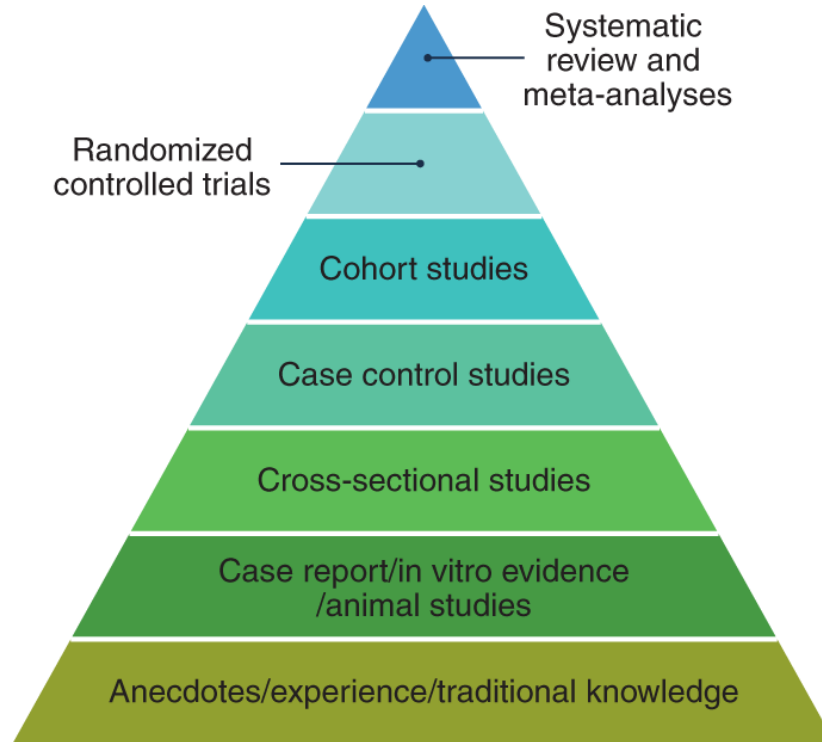 Systematic
review and
meta-analyses
Randomized
controlled trials
Cohort studies
Case control studies
Cross-sectional studies
Case report/in vitro evidence
/animal studies
Anecdotes/experience/traditional knowledge